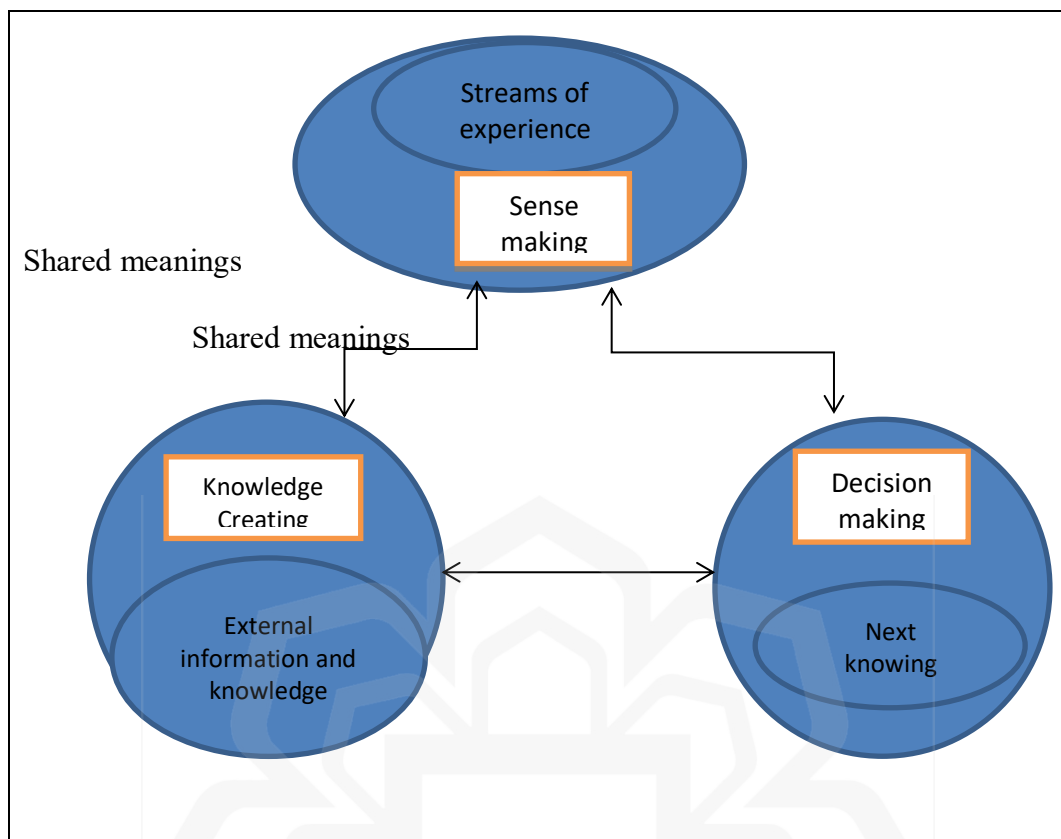 Streams of
experience
Sense
making
Shared meanings
Shared meanings
Knowledge
Creating
Decision
making
External
information and
knowledge
Next
knowing